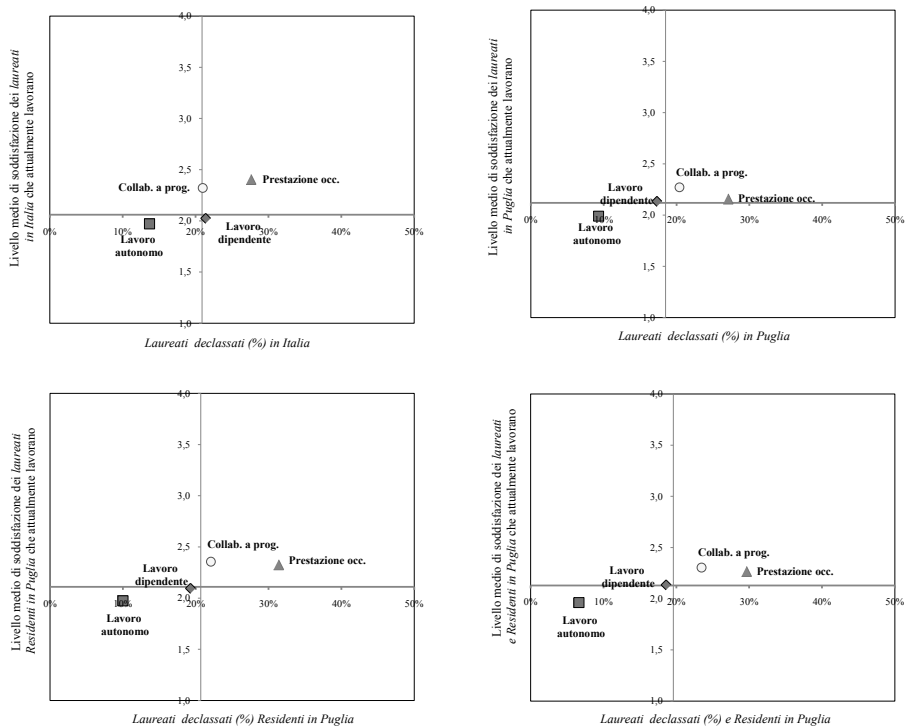 Livello medio di soddisfazione dei laureati
in Italia che attualmente lavorano
4,0
3,5
3,0
2,5
Collab. a prog.
Prestazione occ.
2,0
0%
10%
20%
30%
40%
50%
Lavoro
autonomo
Lavoro
dipendente
1,5
1,0
Laureati declassati (%) in Italia
Livello medio di soddisfazione dei laureati
in Puglia che attualmente lavorano
4,0
3,5
3,0
2,5
Collab. a prog.
Lavoro
dipendente
Prestazione occ.
2,0
0%
10%
20%
30%
40%
50%
Lavoro
autonomo
1,5
1,0
Laureati declassati (%) in Puglia
Livello medio di soddisfazione dei laureati
Residenti in Puglia che attualmente lavorano
4,0
3,5
3,0
2,5
Collab. a prog.
Prestazione occ.
Lavoro
dipendente
2,0
0%
10%
20%
30%
40%
50%
Lavoro
autonomo
1,5
1,0
Laureati declassati (%) Residenti in Puglia
Livello medio di soddisfazione dei laureati
e Residenti in Puglia che attualmente lavorano
4,0
3,5
3,0
2,5
Collab. a prog.
Prestazione occ.
Lavoro
dipendente
2,0
0%
10%
20%
30%
40%
50%
Lavoro
autonomo
1,5
1,0
Laureati declassati (%) e Residenti in Puglia